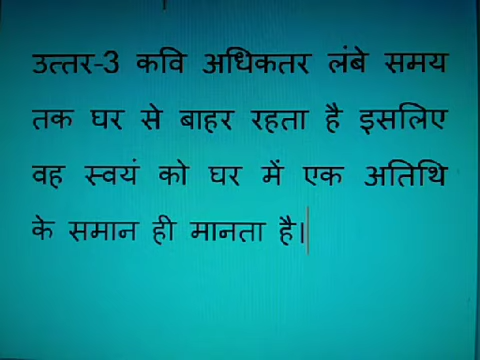 उत्तर-3 कवि अधिकतर लंबे समय
तक घर से बाहर रहता है इसलिए
वह स्वयं को घर में एक अतिथि
के समान ही मानता है।